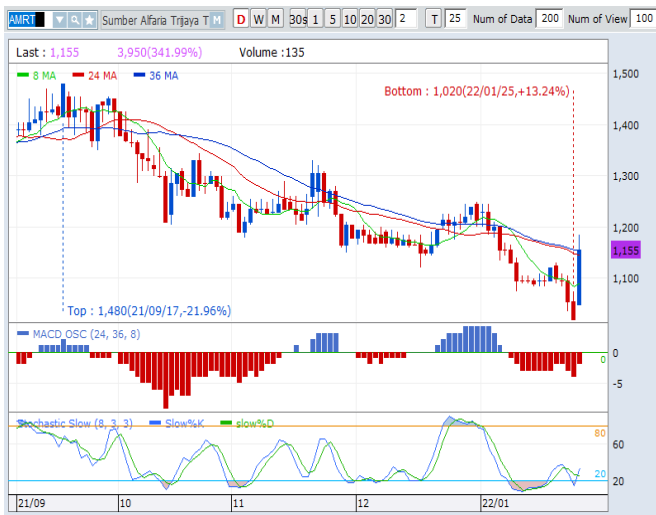 AMRT Sumber Alfaria Trijaya T M D W M 30s 1 5 10 20 30 2 T 25 Num of Data 200 Num of View 100
Last : 1,155 3,950(341.99%) Volume :135
8 MA 24 MA 36 MA
Bottom : 1,020(22/01/25,+13.24%)
1,500
1,400
1,300
1,200
1,155
1,100
Top : 1,480(21/09/17,-21.96%)
MACD OSC (24, 36, 8)
0 0
-5
Stochastic Slow (8, 3, 3) Slow%K slow%D
80
60
20 20
21/09 10 11 12 22/01